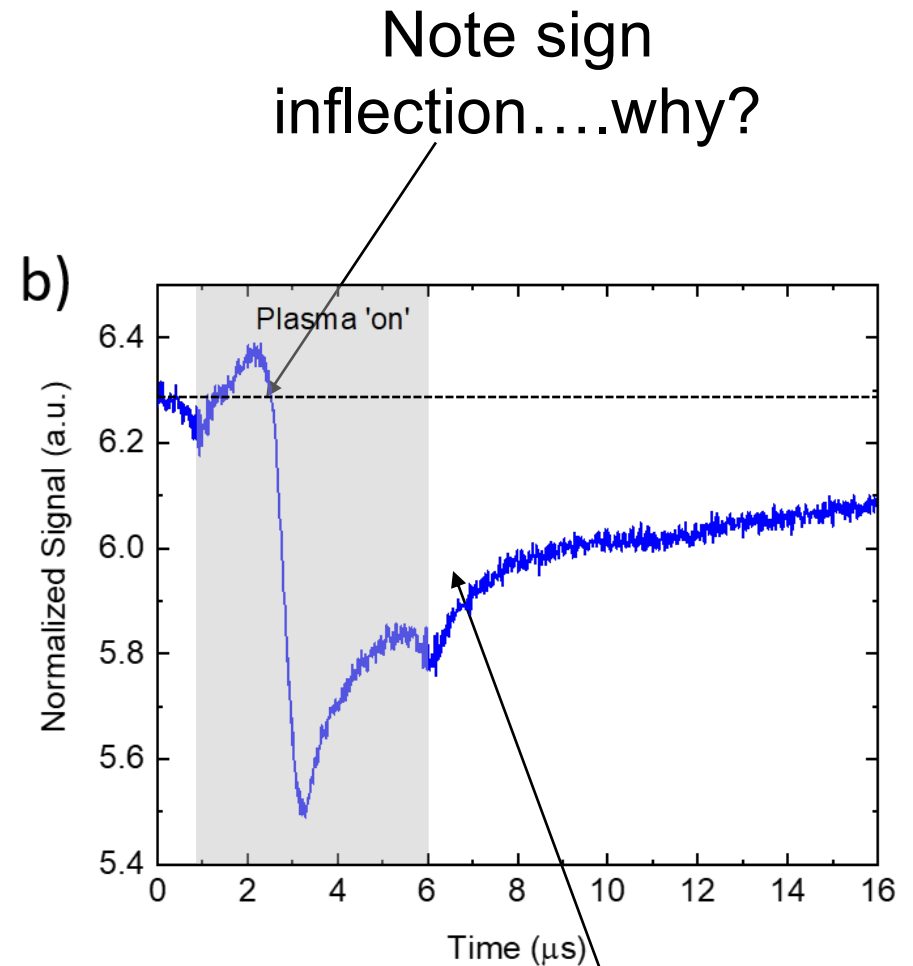 Note sign
inflection....why?
b)
Plasma 'on'
6.4
6.2
6.0
5.8
5.6
5.4
Normalized Signal (a.u.)
0 2 4 6 8 10 12 14 16
Time (μs)